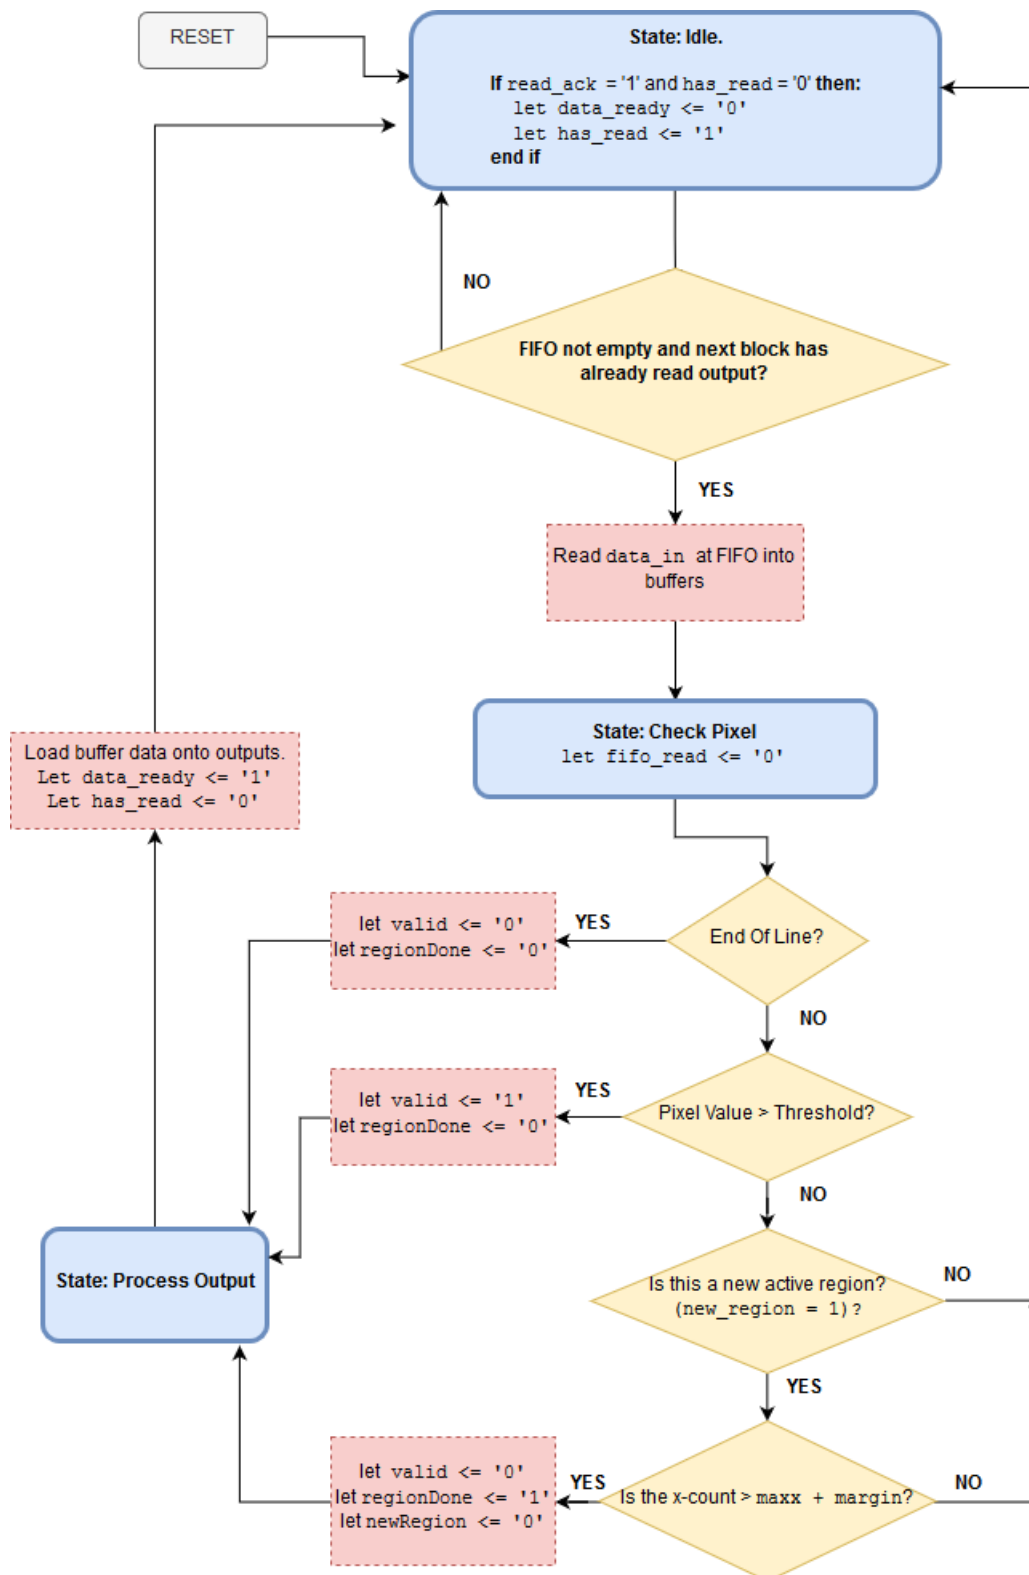 RESET
State: Idle.
If read_ack = '1' and has_read = '0' then:
let data_ready <= '0'
let has_read <= '1'
end if
NO
FIFO not empty and next block has
already read output?
YES
Read data_in at FIFO into
buffers
State: Check Pixel
let fifo_read <= '0'
Load buffer data onto outputs.
Let data_ready <= '1'
Let has_read <= '0'
let valid <= '0'
let regionDone <= '0'
YES
End Of Line?
NO
let valid <= '1'
let regionDone <= '0'
YES
Pixel Value > Threshold?
NO
State: Process Output
Is this a new active region?
(new_region = 1)?
NO
YES
let valid <= '0'
let regionDone <= '1'
let newRegion <= '0'
YES
Is the x-count > maxx + margin?
NO